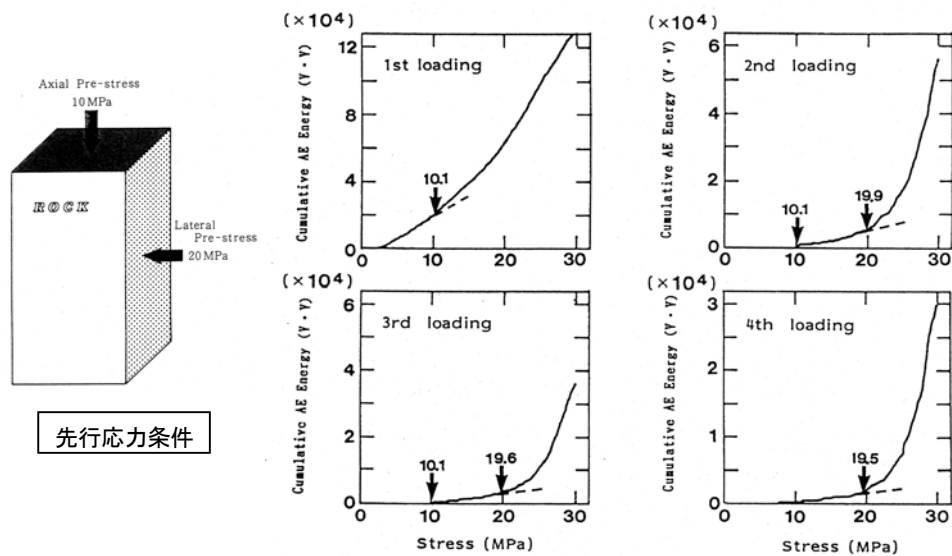 Axial Pre-stress
10MPa
ROCK
Lateral
Pre-stress
20MPa
先行応力条件
(×10⁴)
12
8
4
0
Cumulative AE Energy (V・V)
1st loading
10.1
0 10 20 30
(×10⁴)
6
4
2
0
Cumulative AE Energy (V・V)
2nd loading
10.1
19.9
0 10 20 30
(×10⁴)
6
4
2
0
Cumulative AE Energy (V・V)
3rd loading
10.1
19.6
0 10 20 30
Stress (MPa)
(×10⁴)
3
2
1
0
Cumulative AE Energy (V・V)
4th loading
19.5
0 10 20 30
Stress (MPa)